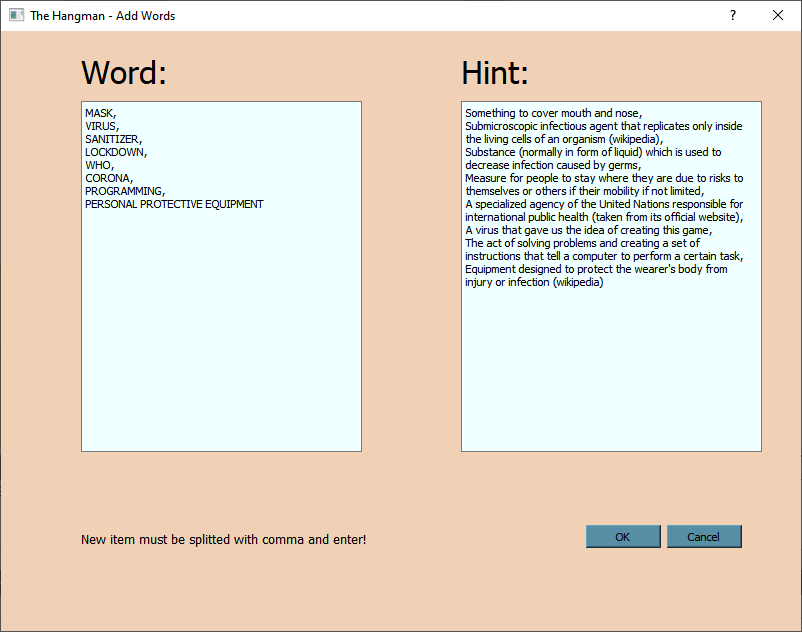 The Hangman - Add Words
?
Word:
MASK,
VIRUS,
SANITIZER,
LOCKDOWN,
WHO,
CORONA,
PROGRAMMING,
PERSONAL PROTECTIVE EQUIPMENT
Hint:
Something to cover mouth and nose,
Submicroscopic infectious agent that replicates only inside
the living cells of an organism (wikipedia),
Substance (normally in form of liquid) which is used to
decrease infection caused by germs,
Measure for people to stay where they are due to risks to
themselves or others if their mobility if not limited,
A specialized agency of the United Nations responsible for
international public health (taken from its official website),
A virus that gave us the idea of creating this game,
The act of solving problems and creating a set of
instructions that tell a computer to perform a certain task,
Equipment designed to protect the wearer's body from
injury or infection (wikipedia)
New item must be splitted with comma and enter!
OK
Cancel